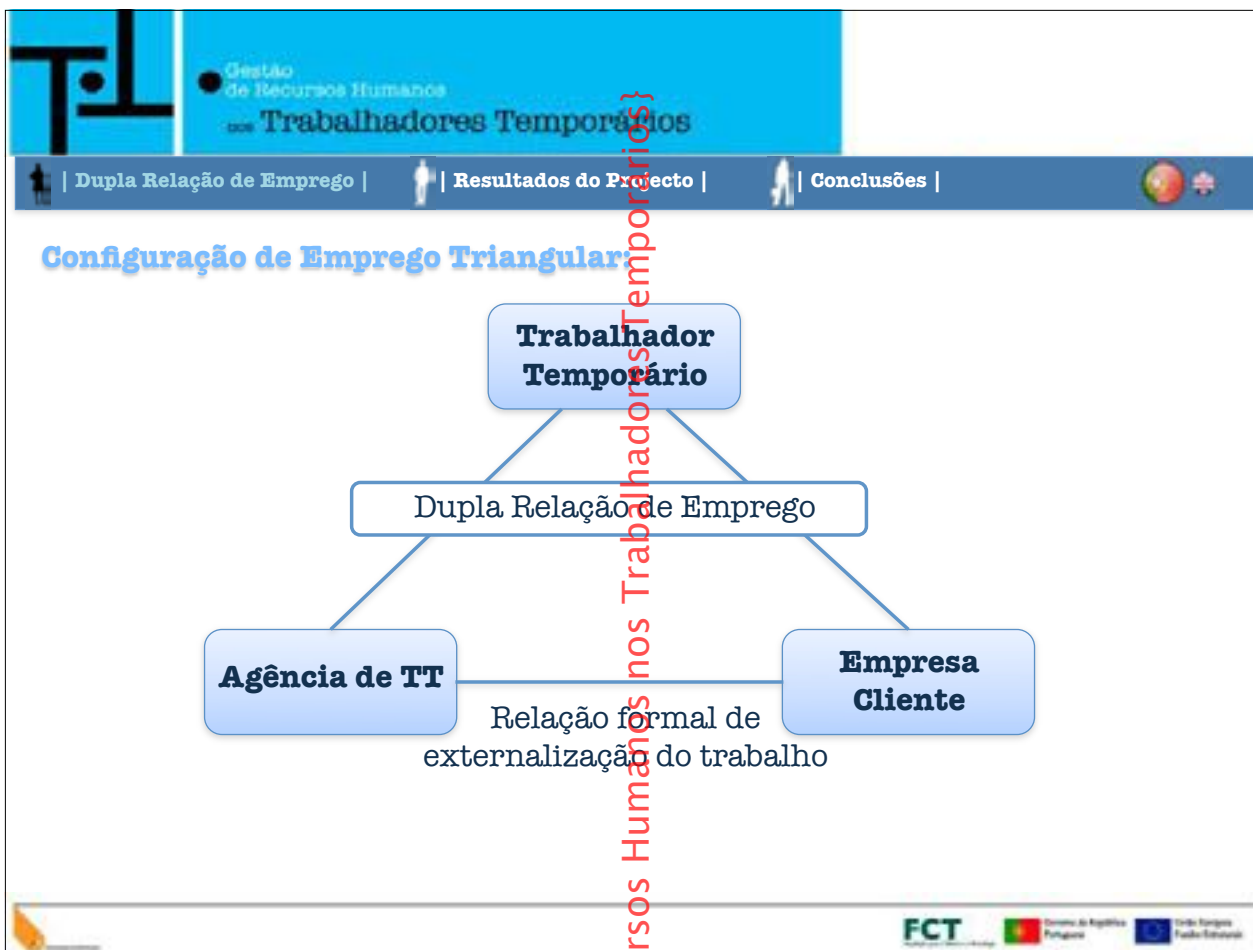 Gestão
de Recursos Humanos
nos Trabalhadores Temporários
| Dupla Relação de Emprego |
| Resultados do Projecto |
| Conclusões |
Configuração de Emprego Triangular:
Trabalhador
Temporário
Dupla Relação de Emprego
Agência de TT
Empresa
Cliente
Relação formal de
externalização do trabalho
rsos Humanos nos Trabalhadores Temporários}
FCT